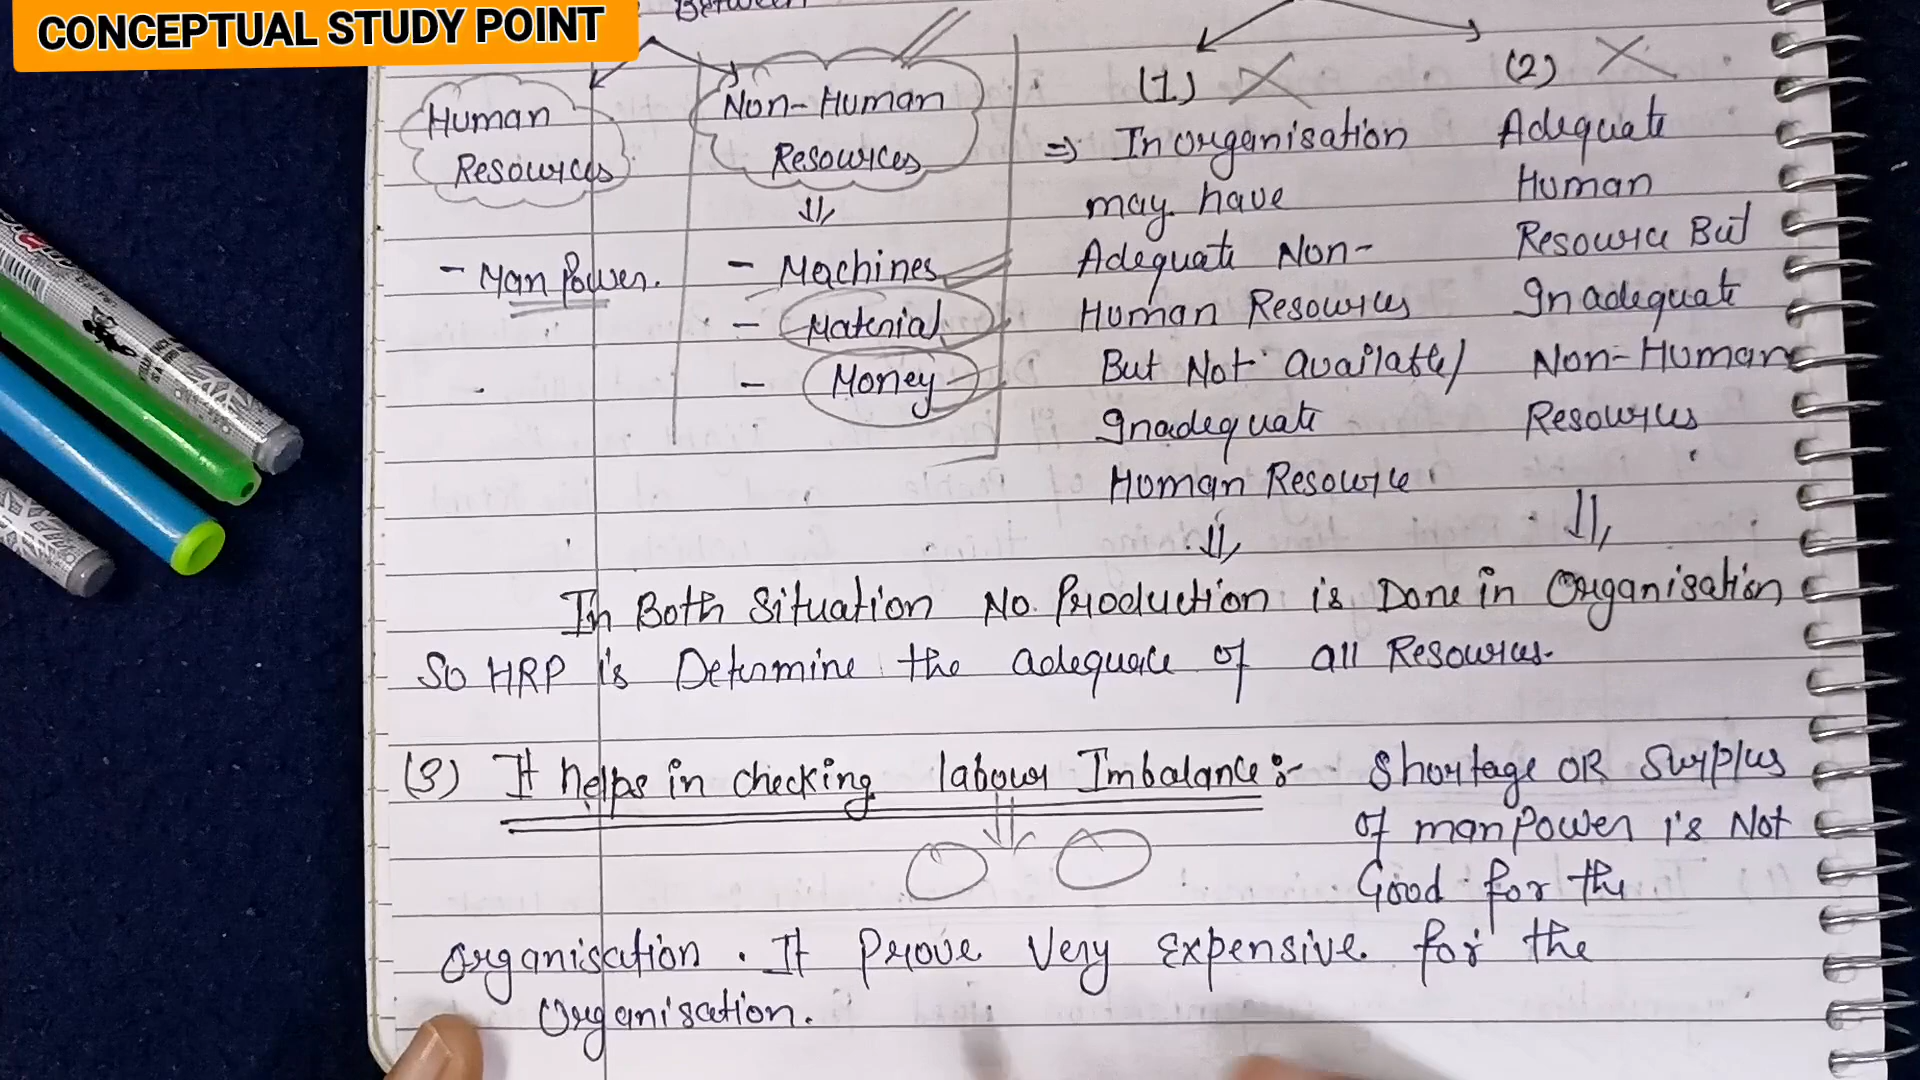 CONCEPTUAL STUDY POINT
Between
Human
Resources
- Man Power.
Non-Human
Resources
- Machines
- Material
- Money
(1)
=> In organisation
may have
Adequate Non-
Human Resources
But Not available/
Inadequate
Human Resource.
(2)
Adequate
Human
Resource But
Inadequate
Non-Human
Resources
In Both Situation No Production is Done in Organisation
So HRP is Determine the adequace of all Resources.
(3) It helps in checking labour Imbalance :- Shortage OR Surplus
of manpower is Not
Good for the
organisation. It Prove Very Expensive for the
Organisation.